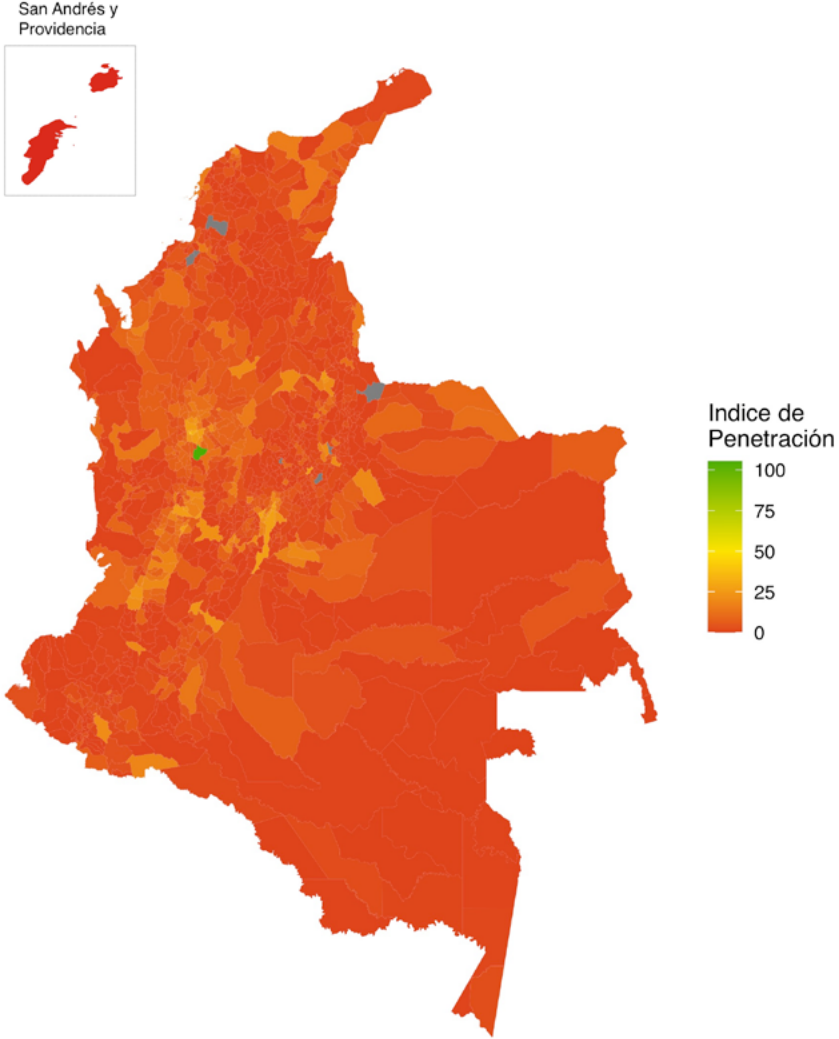 San Andrés y
Providencia
Indice de
Penetración
100
75
50
25
0